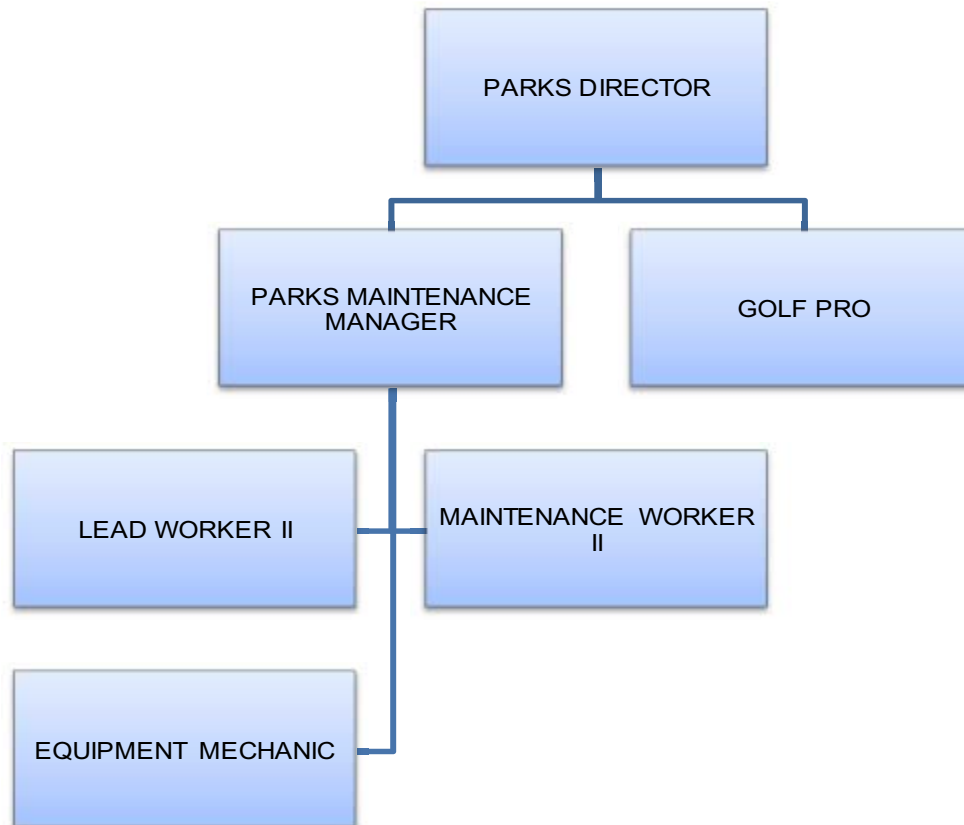 PARKS DIRECTOR
PARKS MAINTENANCE
MANAGER
GOLF PRO
LEAD WORKER II
MAINTENANCE WORKER
II
EQUIPMENT MECHANIC